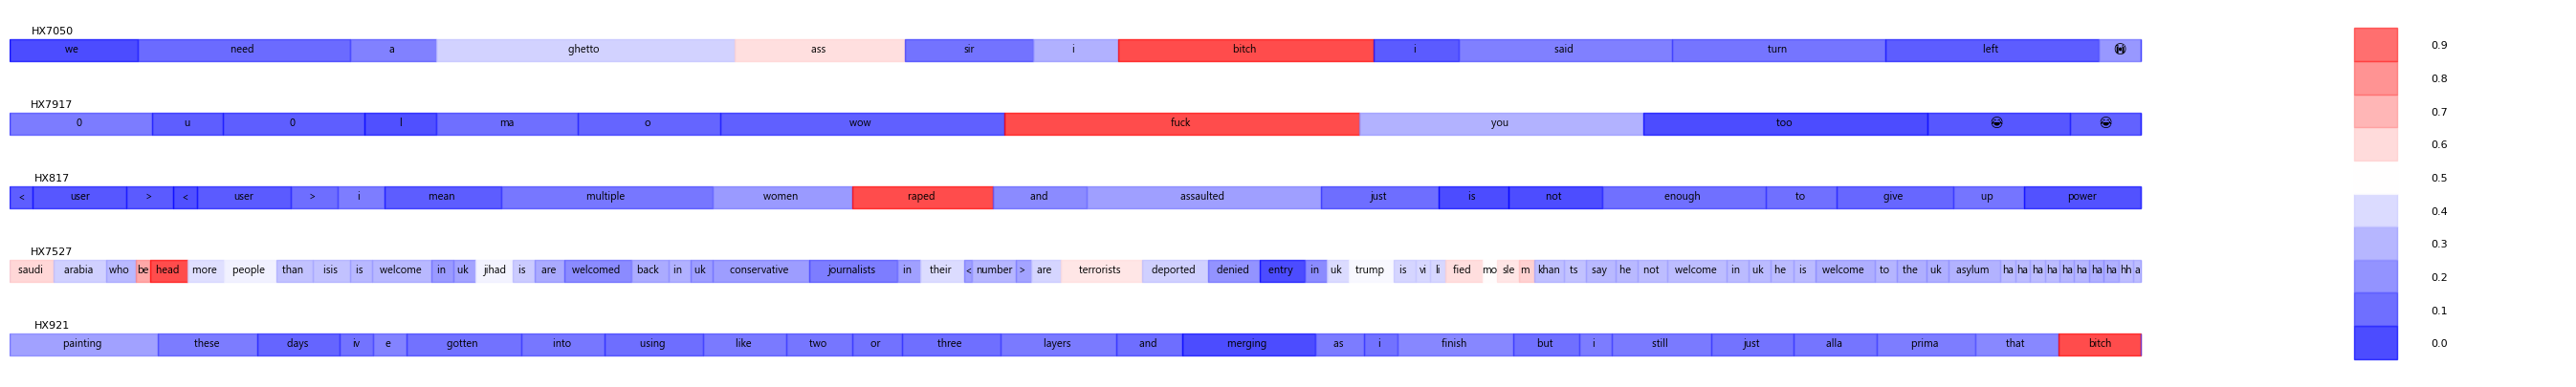 HX7050
we need a ghetto ass sir i bitch i said turn left
HX7917
0 u 0 l ma o wow fuck you too 😂 😂
HX817
< user > < user > i mean multiple women raped and assaulted just is not enough to give up power
HX7527
saudi arabia who be head more people than isis is welcome in uk jihad is are welcomed back in uk conservative journalists in their < number > are terrorists deported denied entry in uk trump is vi li fied mo sle m khan ts say he not welcome in uk he is welcome to the uk asylum ha ha ha ha ha ha ha ha hh a
HX921
painting these days iv e gotten into using like two or three layers and merging as i finish but i still just alla prima that bitch
0.9
0.8
0.7
0.6
0.5
0.4
0.3
0.2
0.1
0.0